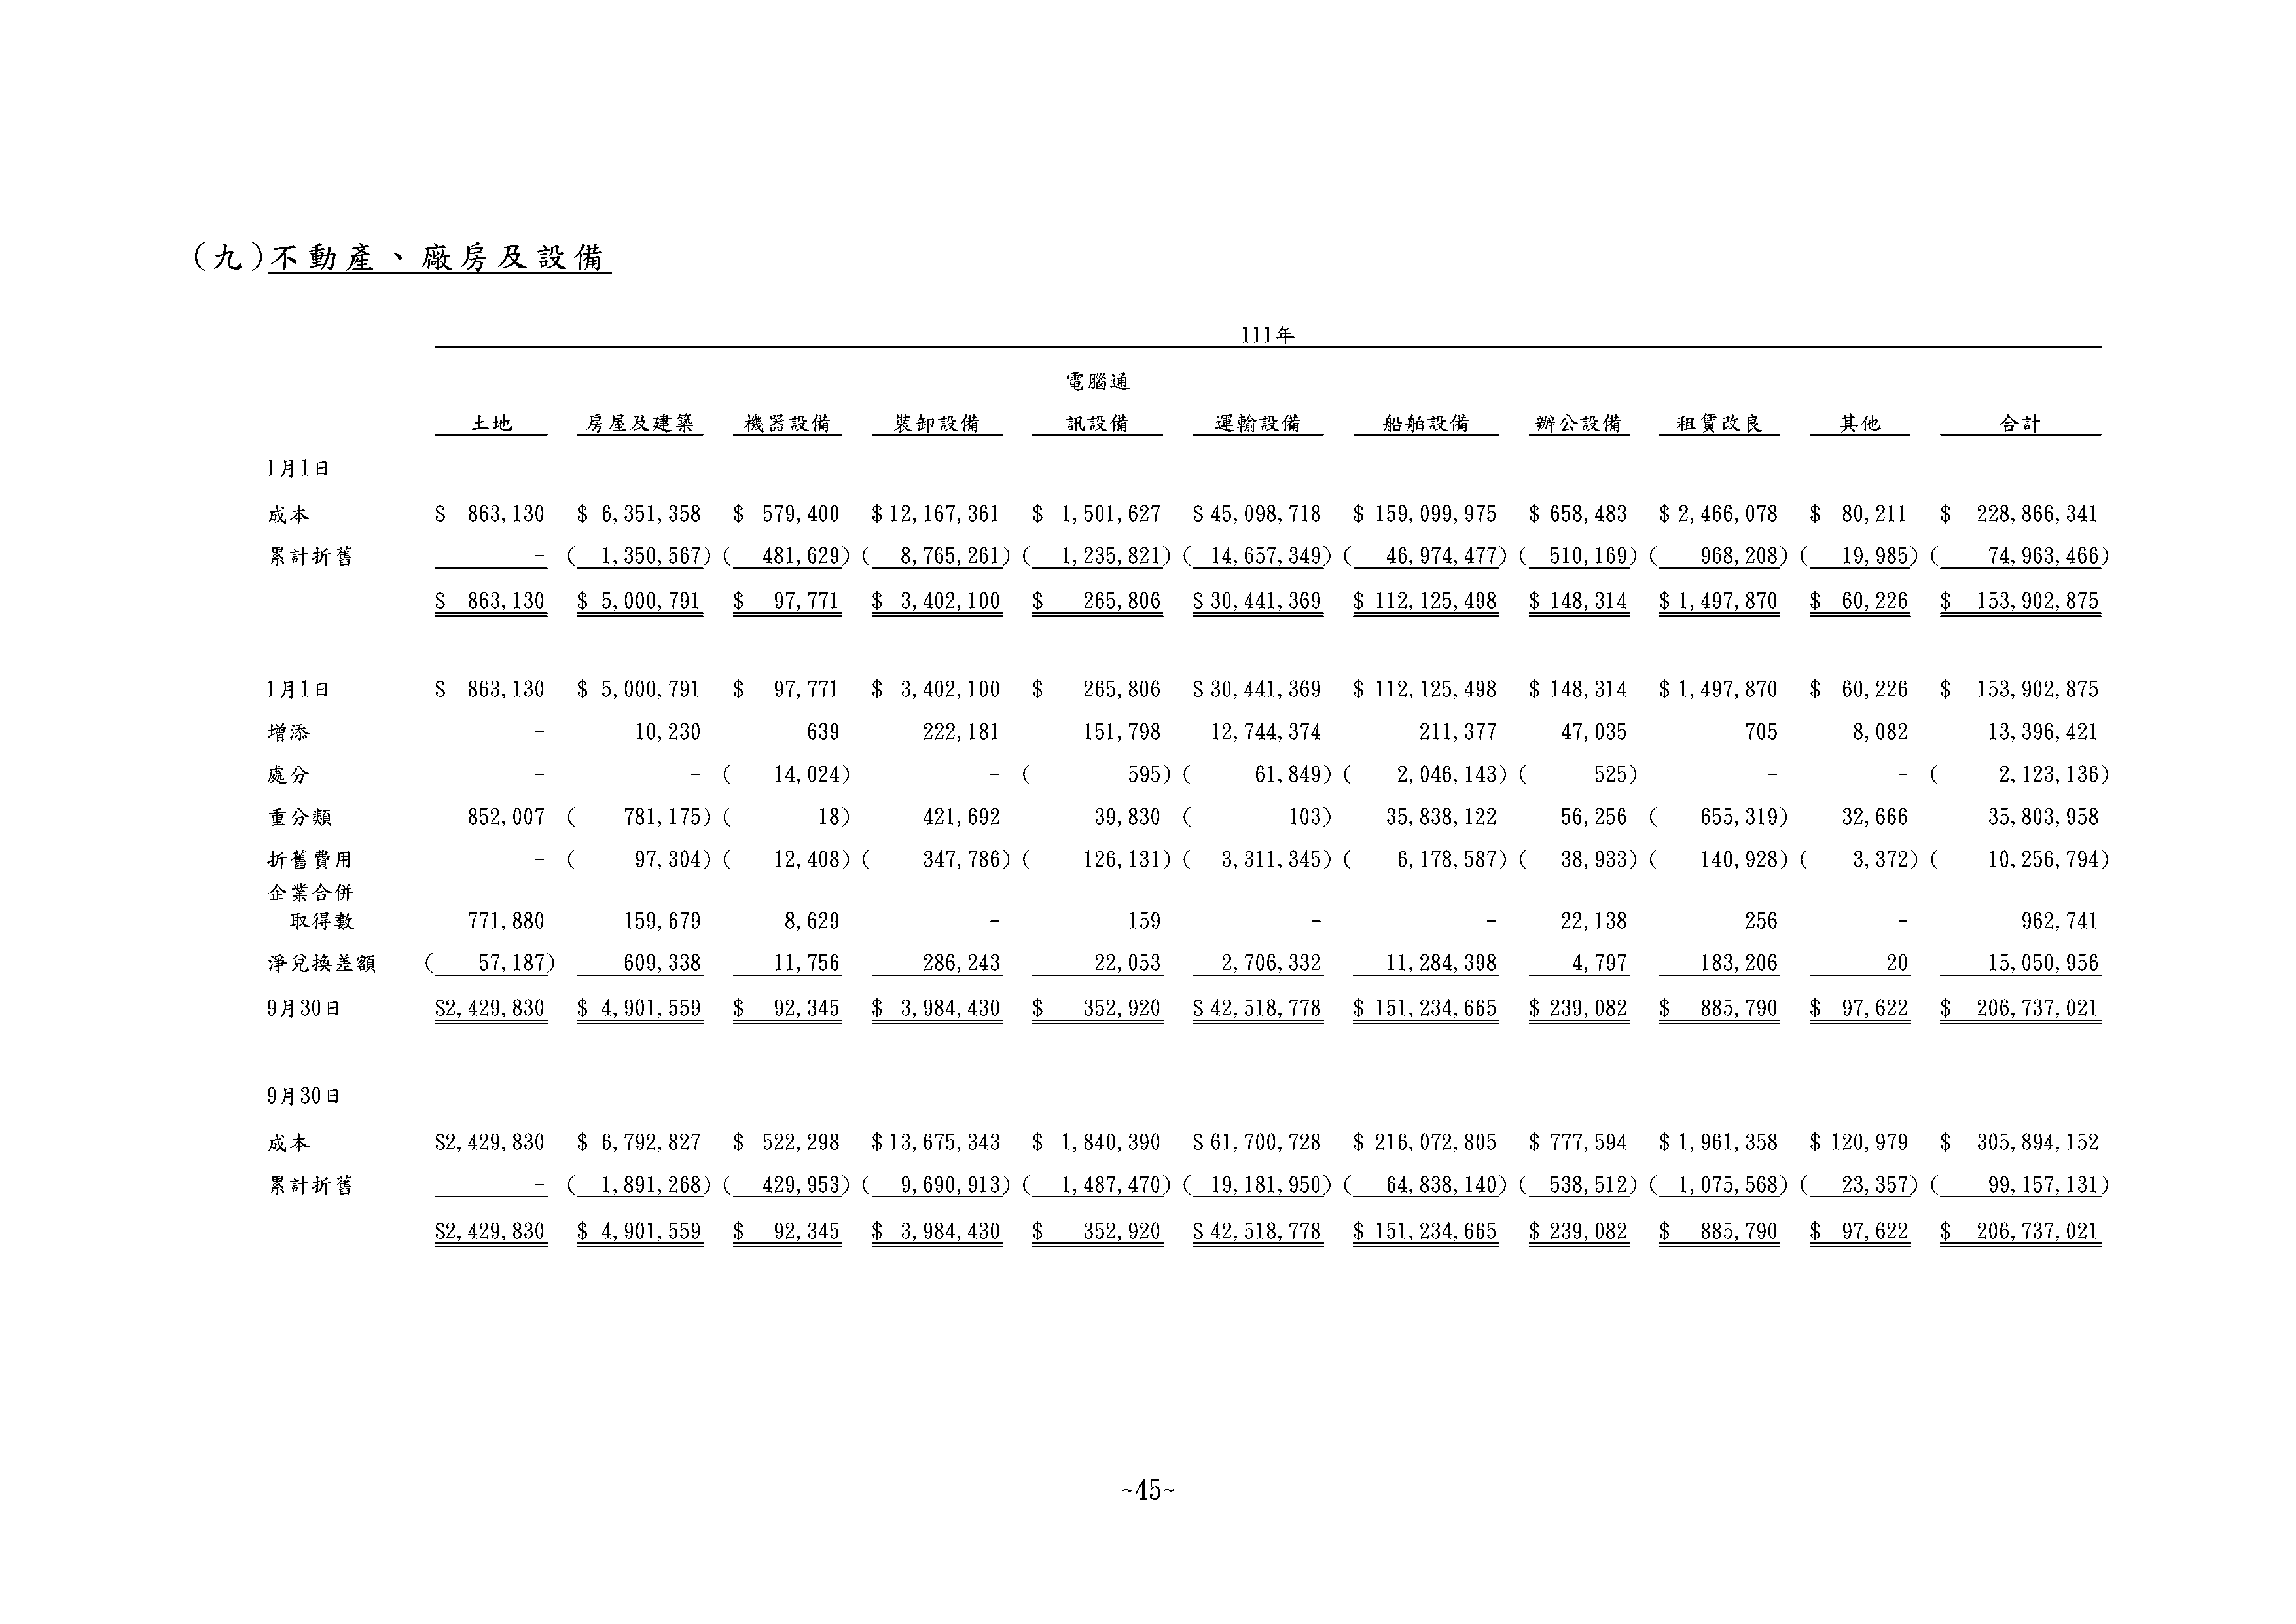 (九)不動產、廠房及設備
111年
電腦通
土地 房屋及建築 機器設備 裝卸設備 訊設備 運輸設備 船舶設備 辦公設備 租賃改良 其他 合計
1月1日
成本 $ 863,130 $ 6,351,358 $ 579,400 $ 12,167,361 $ 1,501,627 $ 45,098,718 $ 159,099,975 $ 658,483 $ 2,466,078 $ 80,211 $ 228,866,341
累計折舊 - ( 1,350,567) ( 481,629) ( 8,765,261) ( 1,235,821) ( 14,657,349) ( 46,974,477) ( 510,169) ( 968,208) ( 19,985) ( 74,963,466)
$ 863,130 $ 5,000,791 $ 97,771 $ 3,402,100 $ 265,806 $ 30,441,369 $ 112,125,498 $ 148,314 $ 1,497,870 $ 60,226 $ 153,902,875
1月1日 $ 863,130 $ 5,000,791 $ 97,771 $ 3,402,100 $ 265,806 $ 30,441,369 $ 112,125,498 $ 148,314 $ 1,497,870 $ 60,226 $ 153,902,875
增添 - 10,230 639 222,181 151,798 12,744,374 211,377 47,035 705 8,082 13,396,421
處分 - - ( 14,024) - ( 595) ( 61,849) ( 2,046,143) ( 525) - - ( 2,123,136)
重分類 852,007 ( 781,175) ( 18) 421,692 39,830 ( 103) 35,838,122 56,256 ( 655,319) 32,666 35,803,958
折舊費用 - ( 97,304) ( 12,408) ( 347,786) ( 126,131) ( 3,311,345) ( 6,178,587) ( 38,933) ( 140,928) ( 3,372) ( 10,256,794)
企業合併
取得數 771,880 159,679 8,629 - 159 - - 22,138 256 - 962,741
淨兌換差額 ( 57,187) 609,338 11,756 286,243 22,053 2,706,332 11,284,398 4,797 183,206 20 15,050,956
9月30日 $2,429,830 $ 4,901,559 $ 92,345 $ 3,984,430 $ 352,920 $ 42,518,778 $ 151,234,665 $ 239,082 $ 885,790 $ 97,622 $ 206,737,021
9月30日
成本 $2,429,830 $ 6,792,827 $ 522,298 $ 13,675,343 $ 1,840,390 $ 61,700,728 $ 216,072,805 $ 777,594 $ 1,961,358 $ 120,979 $ 305,894,152
累計折舊 - ( 1,891,268) ( 429,953) ( 9,690,913) ( 1,487,470) ( 19,181,950) ( 64,838,140) ( 538,512) ( 1,075,568) ( 23,357) ( 99,157,131)
$2,429,830 $ 4,901,559 $ 92,345 $ 3,984,430 $ 352,920 $ 42,518,778 $ 151,234,665 $ 239,082 $ 885,790 $ 97,622 $ 206,737,021
~45~